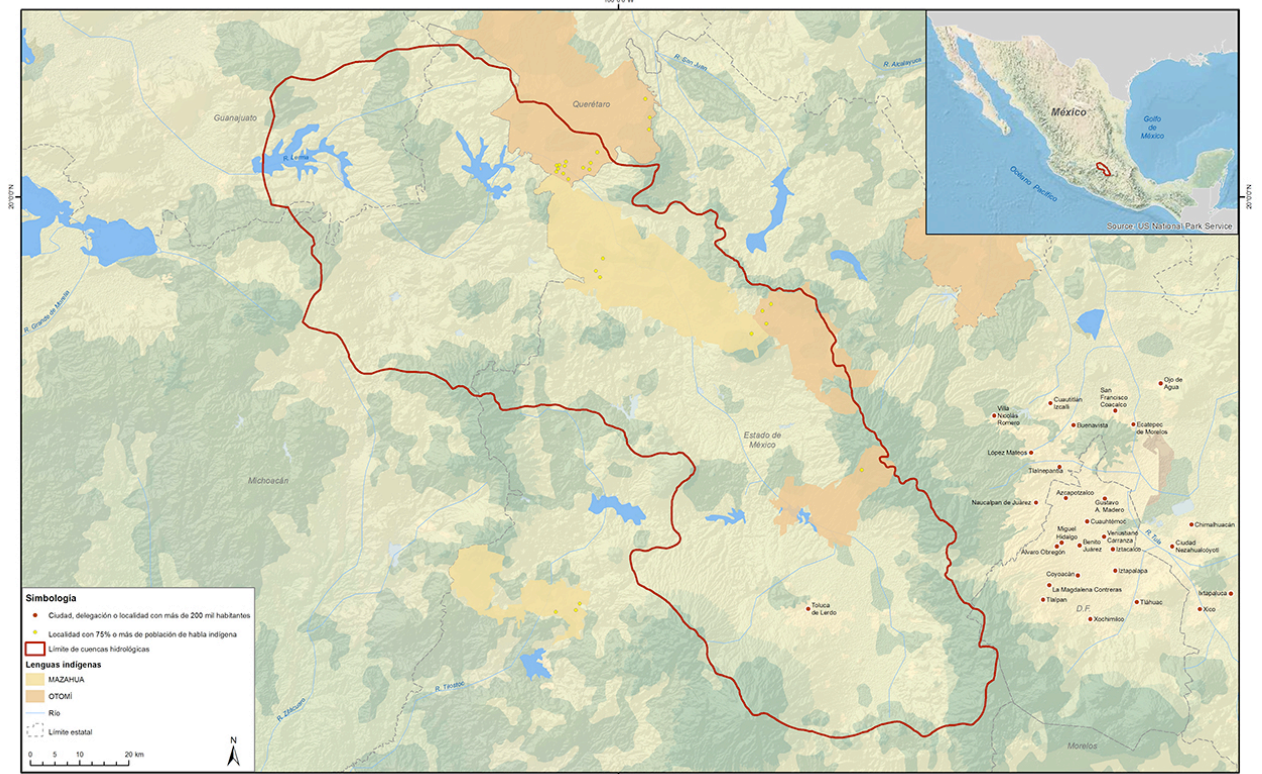 100°0'0"W
20°0'0"N
20°0'0"N
Guanajuato
Querétaro
R. San Juan
R. Lerma
R. Grande de Morelia
Michoacán
Estado de
México
Toluca
de Lerdo
R. Tilostoc
R. Zitácuaro
Morelos
México
Golfo
de
México
Océano Pacífico
Source: US National Park Service
Ojo de
Agua
San
Francisco
Coacalco
Cuautitlán
Izcalli
Villa
Nicolás
Romero
Buenavista
Ecatepec
de Morelos
López Mateos
Tlalnepantla
Naucalpan de Juárez
Azcapotzalco
Gustavo
A. Madero
Cuauhtémoc
Miguel
Hidalgo
Venustiano
Carranza
Benito
Juárez
Álvaro Obregón
Iztacalco
R. Tula
Chimalhuacán
Ciudad
Nezahualcóyotl
Coyoacán
Iztapalapa
La Magdalena Contreras
Tlalpan
D.F.
Tláhuac
Xochimilco
Ixtapaluca
Xico
Simbología
Ciudad, delegación o localidad con más de 200 mil habitantes
Localidad con 75% o más de población de habla indígena
Límite de cuencas hidrológicas
Lenguas indígenas
MAZAHUA
OTOMÍ
Río
Límite estatal
0 5 10 20 km
N